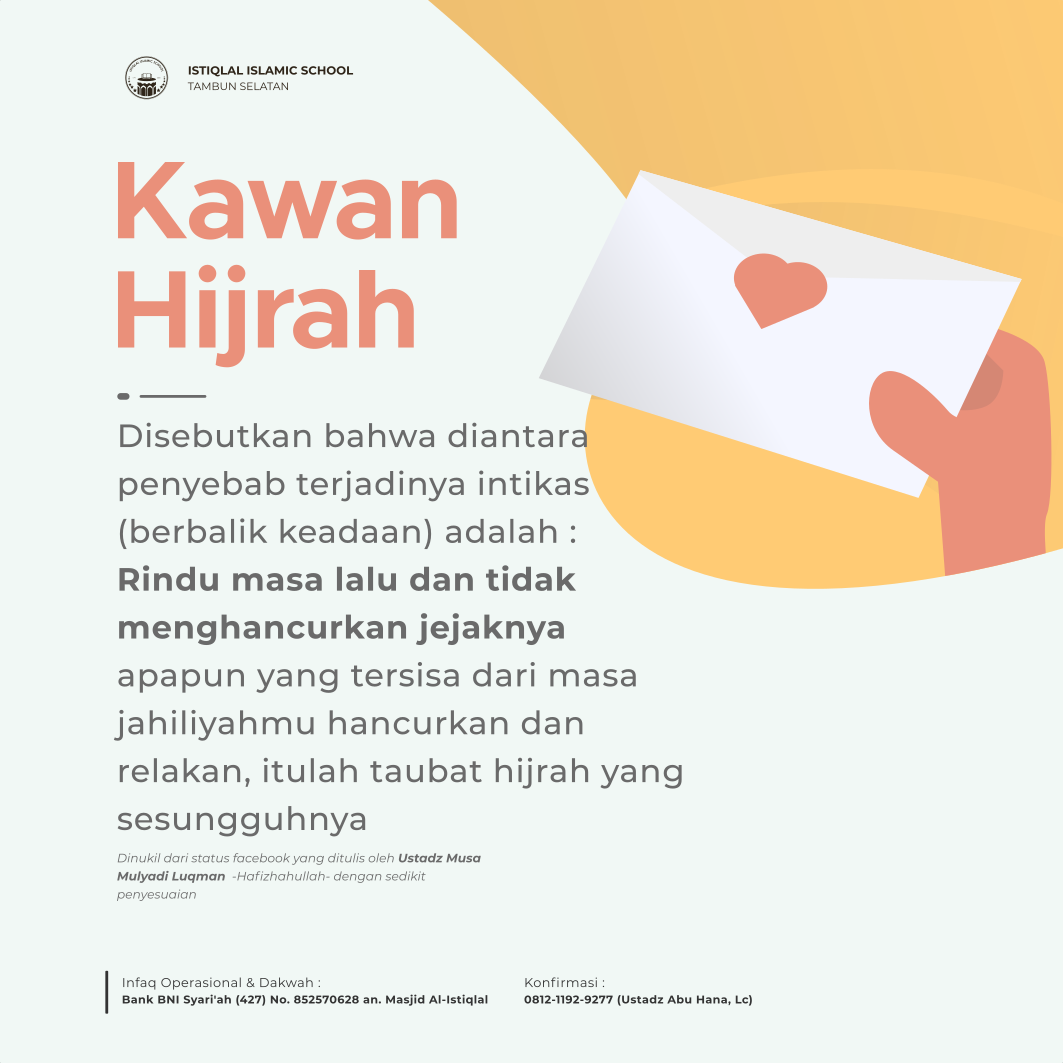 ISTIQLAL ISLAMIC SCHOOL
TAMBUN SELATAN
Kawan
Hijrah
Disebutkan bahwa diantara
penyebab terjadinya intikas
(berbalik keadaan) adalah :
Rindu masa lalu dan tidak
menghancurkan jejaknya
apapun yang tersisa dari masa
jahiliyahmu hancurkan dan
relakan, itulah taubat hijrah yang
sesungguhnya
Dinukil dari status facebook yang ditulis oleh Ustadz Musa
Mulyadi Luqman -Hafizhahullah- dengan sedikit
penyesuaian
Infaq Operasional & Dakwah :
Bank BNI Syari'ah (427) No. 852570628 an. Masjid Al-Istiqlal
Konfirmasi :
0812-1192-9277 (Ustadz Abu Hana, Lc)